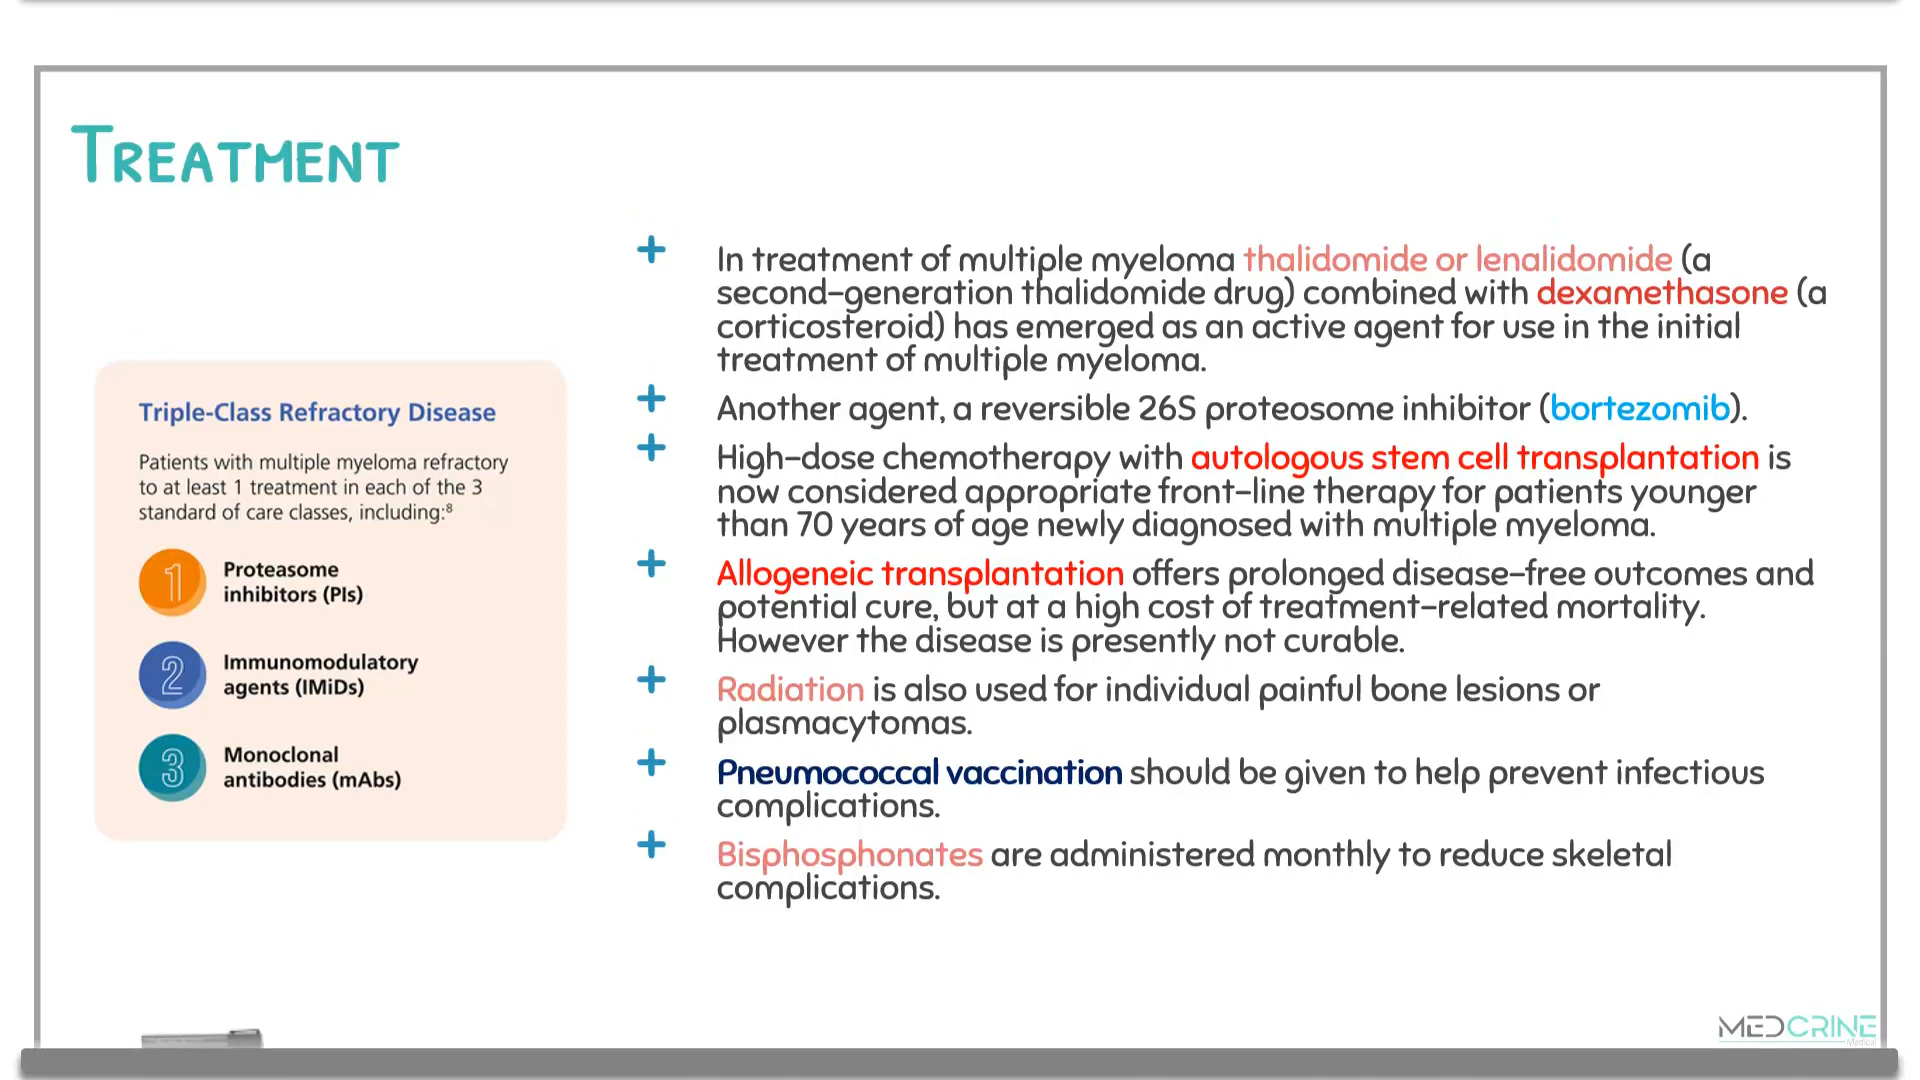 Treatment
Triple-Class Refractory Disease
Patients with multiple myeloma refractory
to at least 1 treatment in each of the 3
standard of care classes, including:⁸
1 Proteasome
inhibitors (PIs)
2 Immunomodulatory
agents (IMiDs)
3 Monoclonal
antibodies (mAbs)
+ In treatment of multiple myeloma thalidomide or lenalidomide (a
second-generation thalidomide drug) combined with dexamethasone (a
corticosteroid) has emerged as an active agent for use in the initial
treatment of multiple myeloma.
+ Another agent, a reversible 26S proteosome inhibitor (bortezomib).
+ High-dose chemotherapy with autologous stem cell transplantation is
now considered appropriate front-line therapy for patients younger
than 70 years of age newly diagnosed with multiple myeloma.
+ Allogeneic transplantation offers prolonged disease-free outcomes and
potential cure, but at a high cost of treatment-related mortality.
However the disease is presently not curable.
+ Radiation is also used for individual painful bone lesions or
plasmacytomas.
+ Pneumococcal vaccination should be given to help prevent infectious
complications.
+ Bisphosphonates are administered monthly to reduce skeletal
complications.
MEDCRINE
Medical